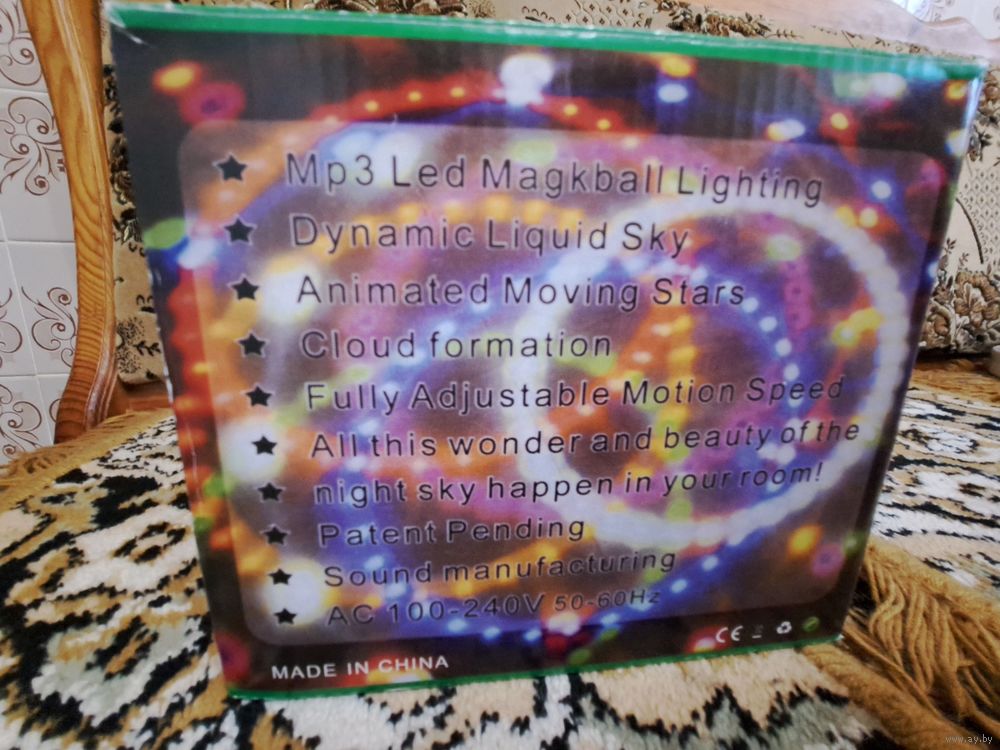 Mp3 Led Magkball Lighting
Dynamic Liquid Sky
Animated Moving Stars
Cloud formation
Fully Adjustable Motion Speed
All this wonder and beauty of the
night sky happen in your room!
Patent Pending
Sound manufacturing
AC 100-240V 50-60Hz
CE
MADE IN CHINA
www.ay.by